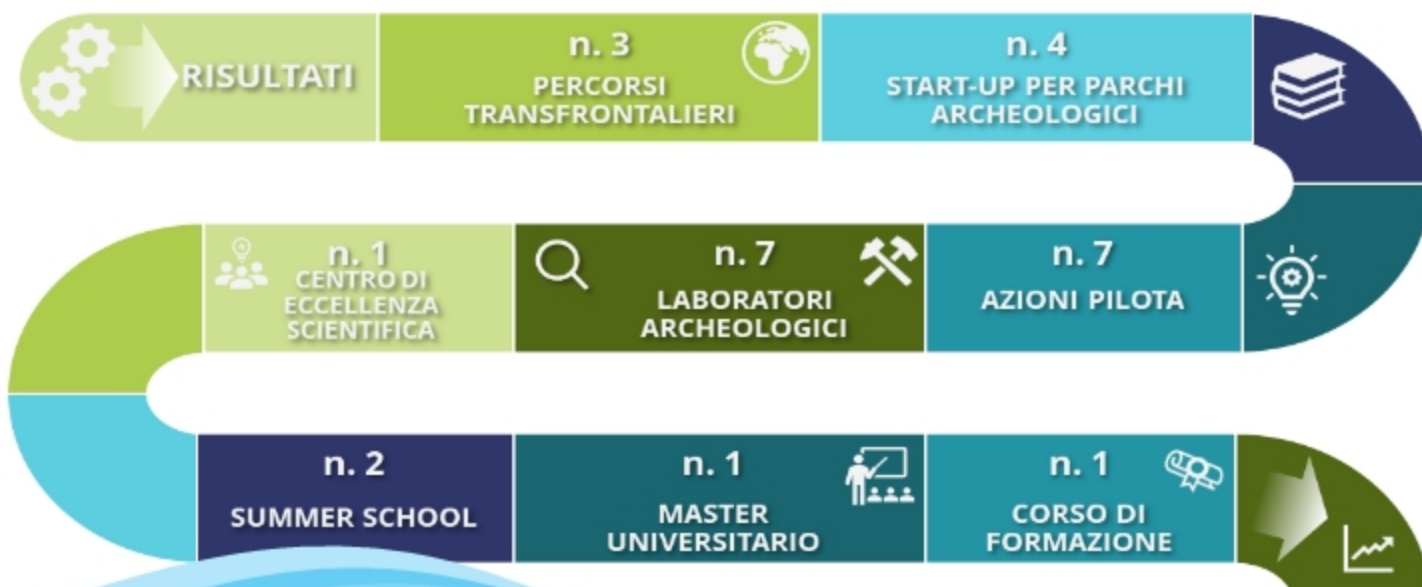 RISULTATI
n. 3
PERCORSI
TRANSFRONTALIERI
n. 4
START-UP PER PARCHI
ARCHEOLOGICI
n. 1
CENTRO DI
ECCELLENZA
SCIENTIFICA
n. 7
LABORATORI
ARCHEOLOGICI
n. 7
AZIONI PILOTA
n. 2
SUMMER SCHOOL
n. 1
MASTER
UNIVERSITARIO
n. 1
CORSO DI
FORMAZIONE